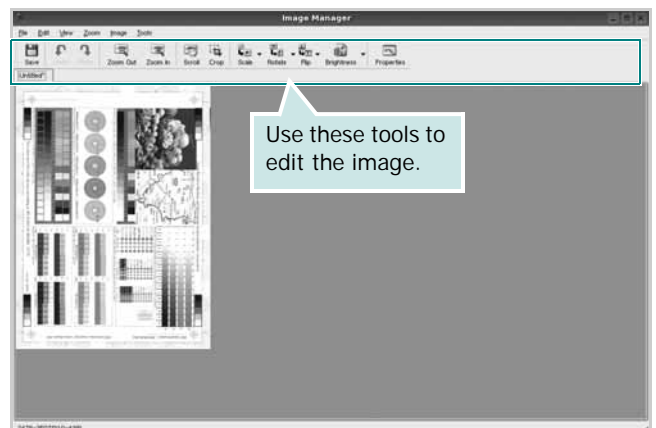 Image Manager
File Edit View Zoom Image Tools
Save Zoom Out Zoom In Scroll Crop Scale Rotate Flip Brightness Properties
Use these tools to
edit the image.